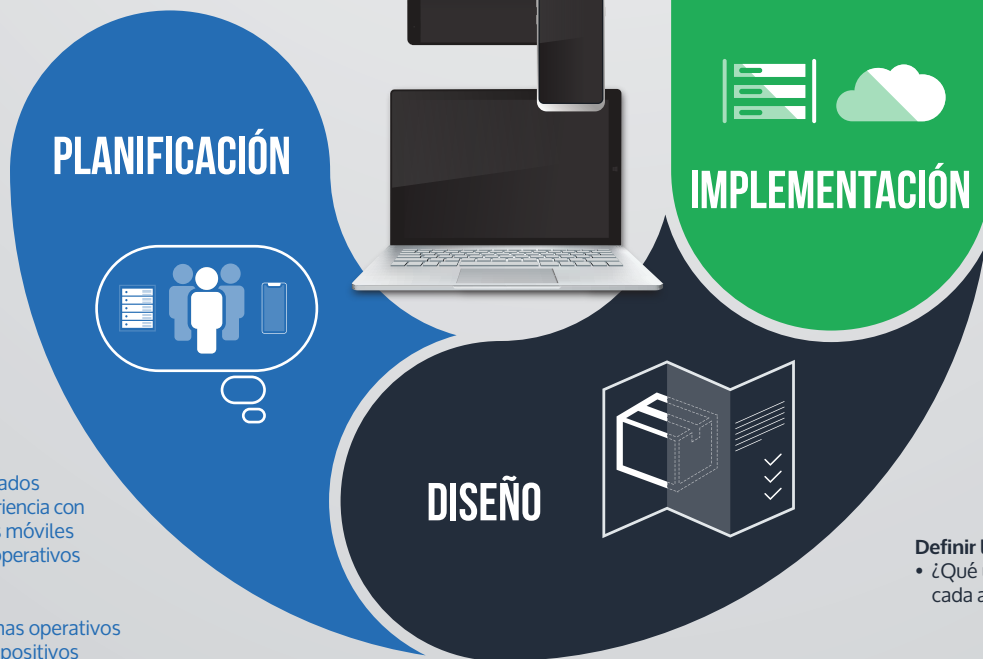 PLANIFICACIÓN
IMPLEMENTACIÓN
DISEÑO
ados
riencia con
s móviles
operativos
nas operativos
positivos
Definir l
• ¿Qué
cada a